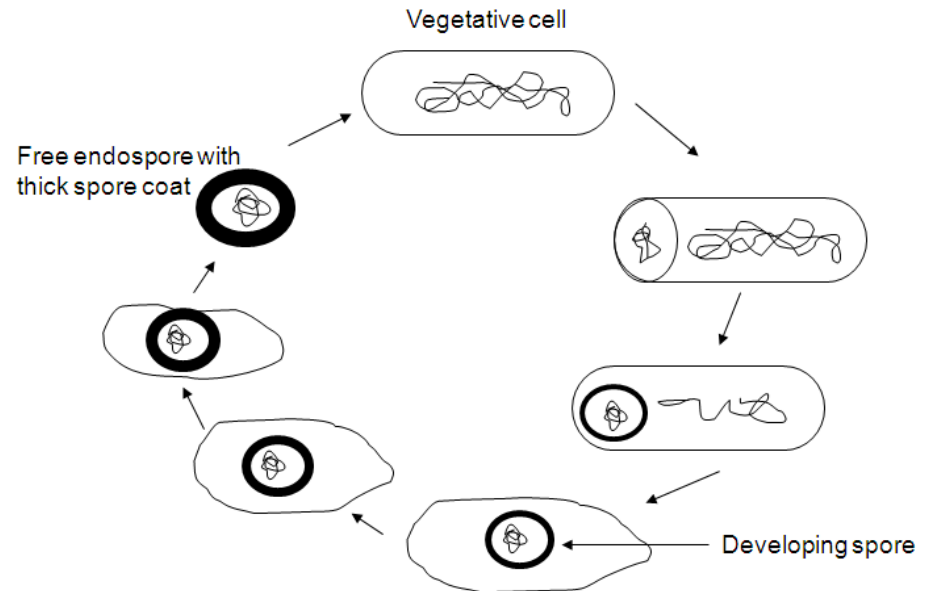 Vegetative cell
Free endospore with
thick spore coat
Developing spore